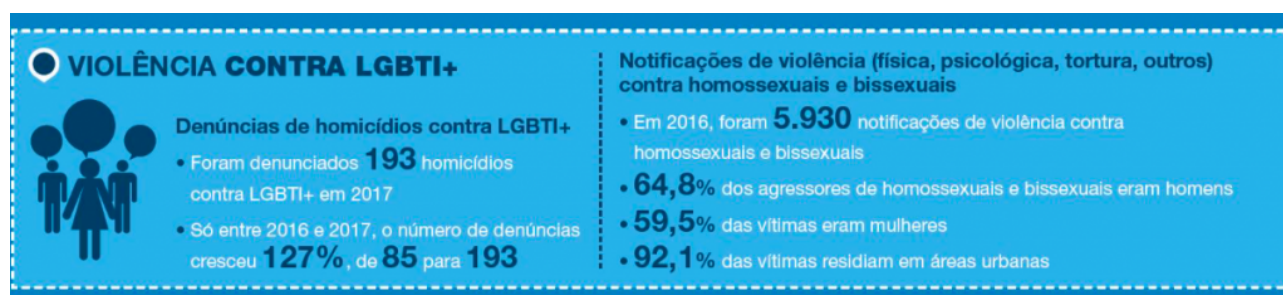 VIOLÊNCIA CONTRA LGBTI+
Denúncias de homicídios contra LGBTI+
• Foram denunciados 193 homicídios
contra LGBTI+ em 2017
• Só entre 2016 e 2017, o número de denúncias
cresceu 127%, de 85 para 193
Notificações de violência (física, psicológica, tortura, outros)
contra homossexuais e bissexuais
• Em 2016, foram 5.930 notificações de violência contra
homossexuais e bissexuais
• 64,8% dos agressores de homossexuais e bissexuais eram homens
• 59,5% das vítimas eram mulheres
• 92,1% das vítimas residiam em áreas urbanas